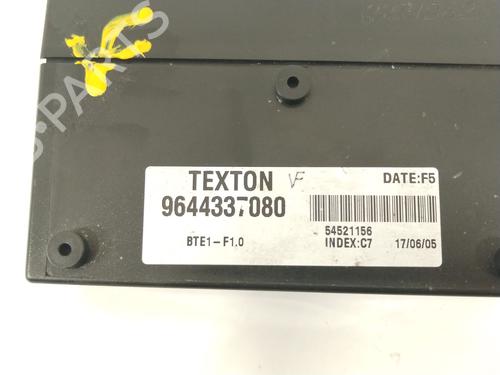 TEXTON VF DATE:F5
9644337080
54521156
BTE1-F1.0 INDEX:C7 17/06/05